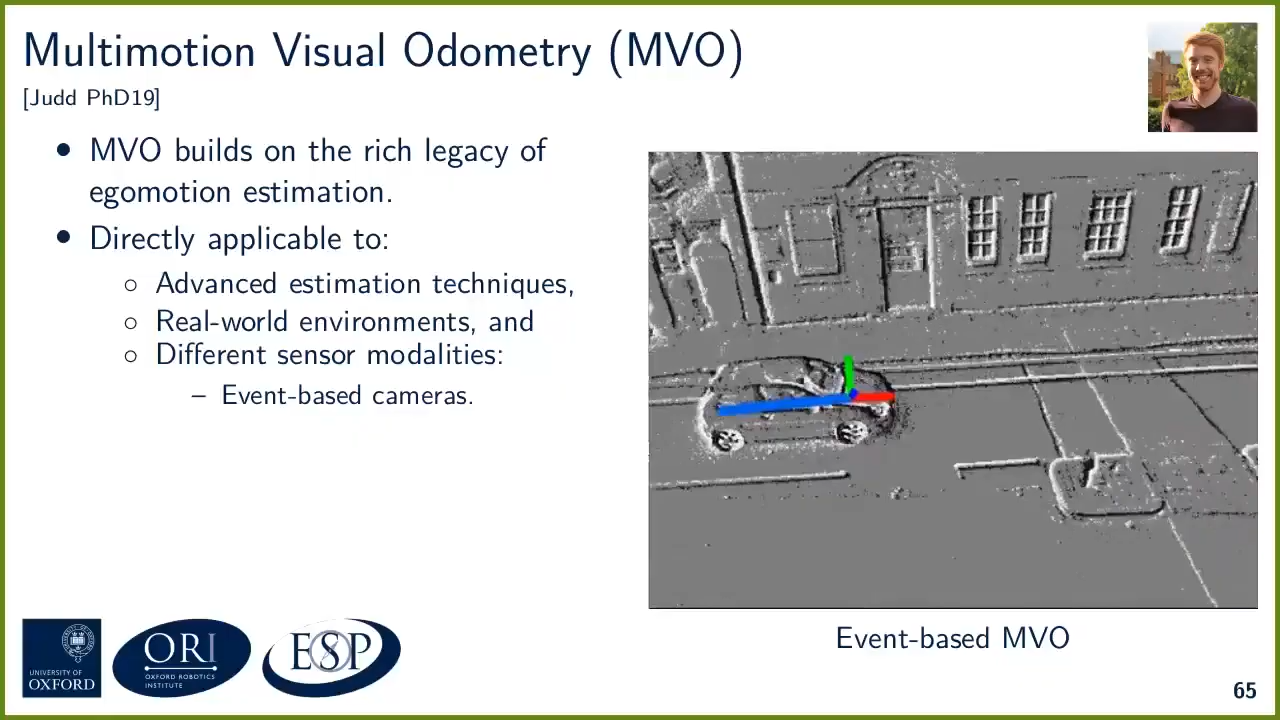 Multimotion Visual Odometry (MVO)
[Judd PhD19]
• MVO builds on the rich legacy of
egomotion estimation.
• Directly applicable to:
○ Advanced estimation techniques,
○ Real-world environments, and
○ Different sensor modalities:
– Event-based cameras.
Event-based MVO
UNIVERSITY OF
OXFORD
ORI
OXFORD ROBOTICS
INSTITUTE
ESP
65